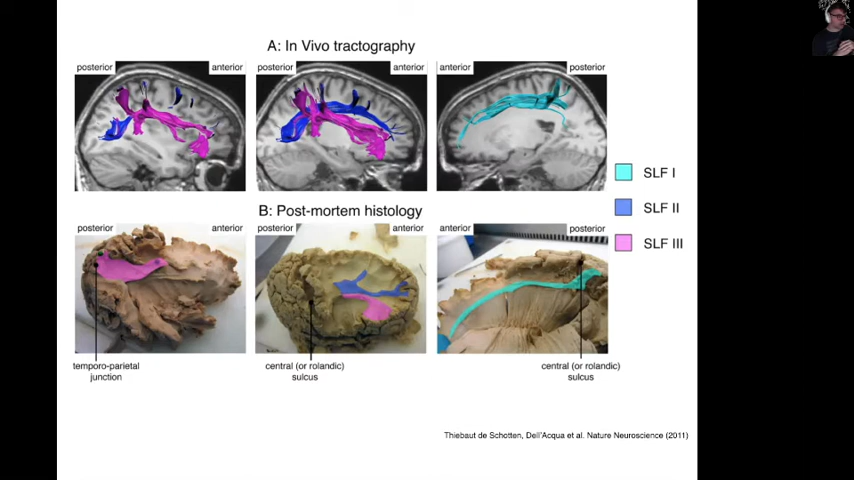 A: In Vivo tractography
posterior anterior posterior anterior anterior posterior
SLF I
SLF II
SLF III
B: Post-mortem histology
posterior anterior posterior anterior anterior posterior
temporo-parietal
junction
central (or rolandic)
sulcus
central (or rolandic)
sulcus
Thiebaut de Schotten, Dell'Acqua et al. Nature Neuroscience (2011)